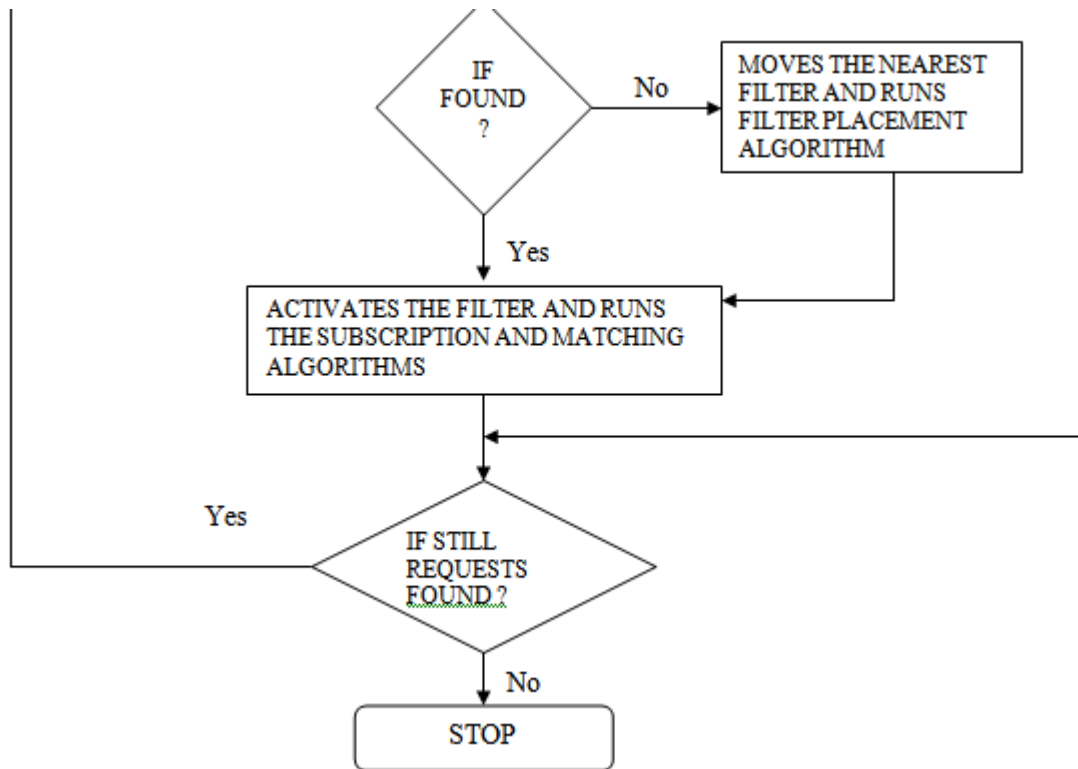 IF
FOUND
?
No
MOVES THE NEAREST
FILTER AND RUNS
FILTER PLACEMENT
ALGORITHM
Yes
ACTIVATES THE FILTER AND RUNS
THE SUBSCRIPTION AND MATCHING
ALGORITHMS
Yes
IF STILL
REQUESTS
FOUND ?
No
STOP